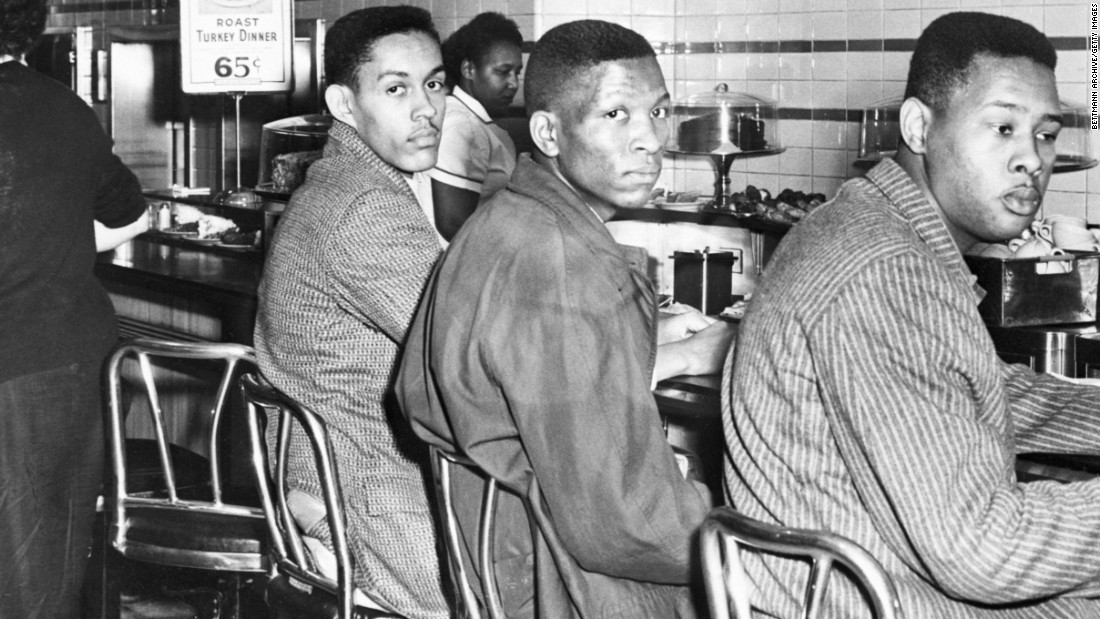 ROAST
TURKEY DINNER
65¢
BETTMANN ARCHIVE/GETTY IMAGES